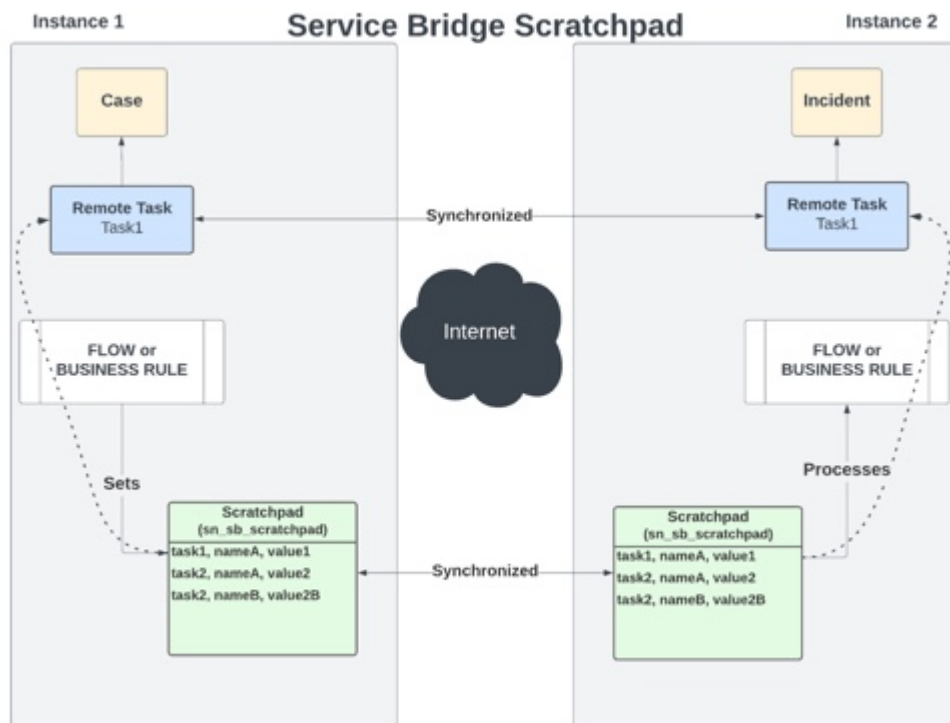 Instance 1
Service Bridge Scratchpad
Instance 2
Case
Incident
Remote Task
Task1
Synchronized
Remote Task
Task1
Internet
FLOW or
BUSINESS RULE
FLOW or
BUSINESS RULE
Sets
Processes
Scratchpad
(sn_sb_scratchpad)
task1, nameA, value1
task2, nameA, value2
task2, nameB, value2B
Synchronized
Scratchpad
(sn_sb_scratchpad)
task1, nameA, value1
task2, nameA, value2
task2, nameB, value2B